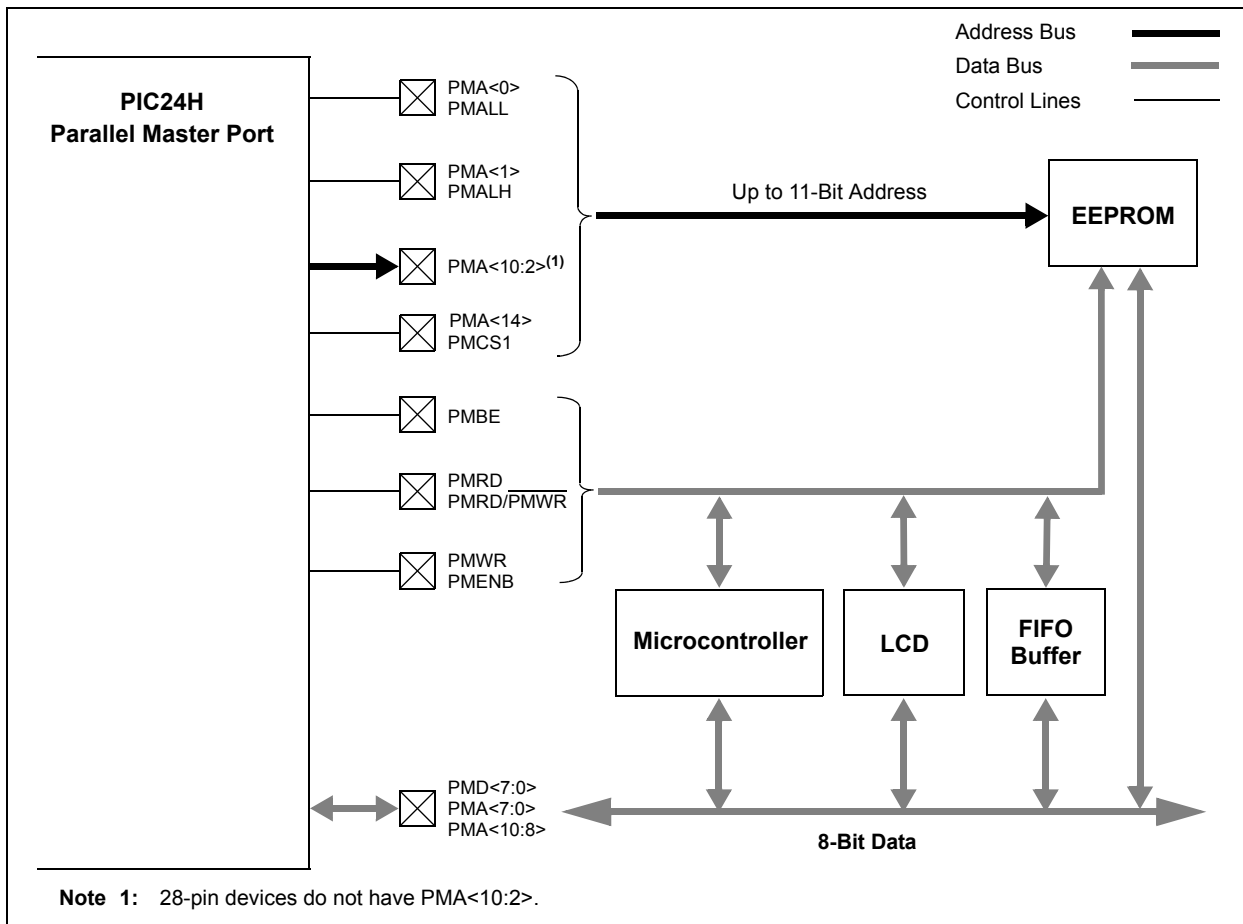 Address Bus
Data Bus
Control Lines
PIC24H
Parallel Master Port
PMA<0>
PMALL
PMA<1>
PMALH
PMA<10:2>(1)
PMA<14>
PMCS1
PMBE
PMRD
PMRD/PMWR
PMWR
PMENB
PMD<7:0>
PMA<7:0>
PMA<10:8>
Up to 11-Bit Address
EEPROM
Microcontroller
LCD
FIFO
Buffer
8-Bit Data
Note 1: 28-pin devices do not have PMA<10:2>.